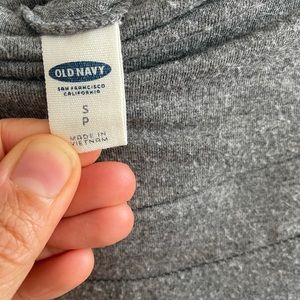 OLD NAVY
SAN FRANCISCO
CALIFORNIA
S
P
MADE IN
VIETNAM